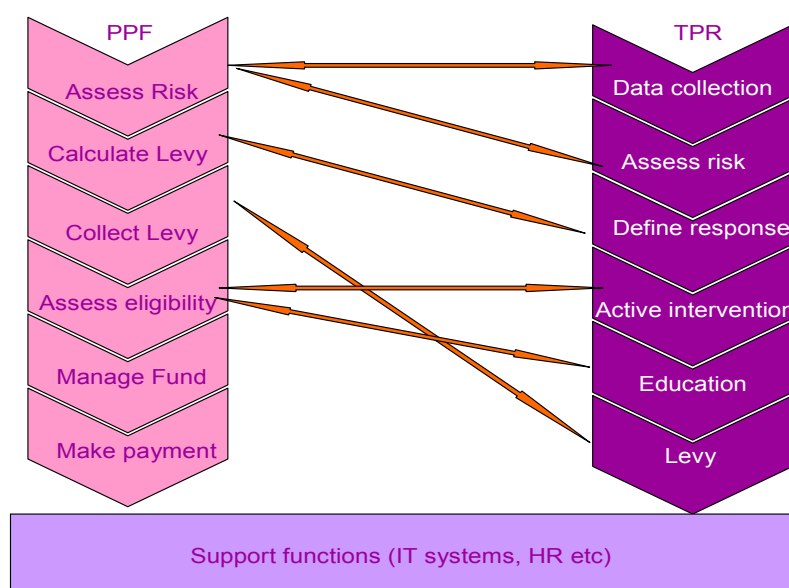 PPF
Assess Risk
Calculate Levy
Collect Levy
Assess eligibility
Manage Fund
Make payment
TPR
Data collection
Assess risk
Define response
Active intervention
Education
Levy
Support functions (IT systems, HR etc)